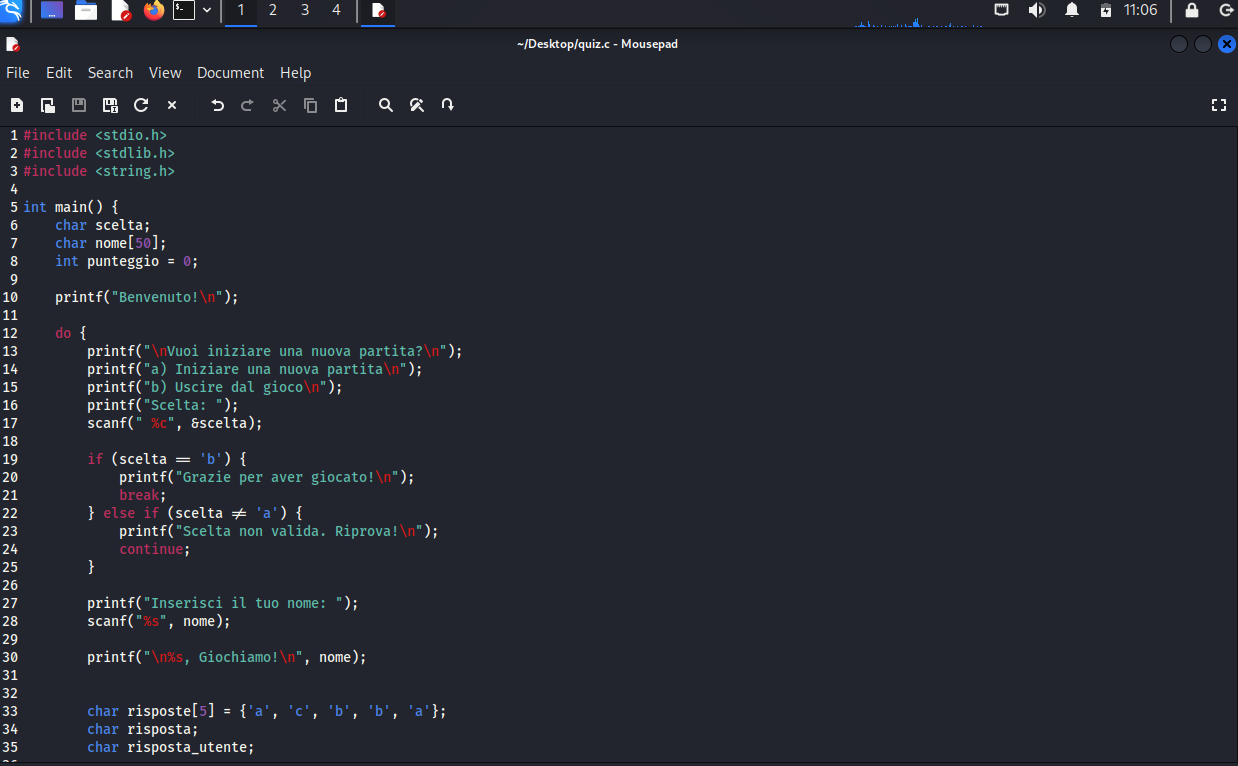 1 2 3 4 11:06
~/Desktop/quiz.c - Mousepad
File Edit Search View Document Help
1 #include <stdio.h>
2 #include <stdlib.h>
3 #include <string.h>
4
5 int main() {
6     char scelta;
7     char nome[50];
8     int punteggio = 0;
9
10     printf("Benvenuto!\n");
11
12     do {
13         printf("\nVuoi iniziare una nuova partita?\n");
14         printf("a) Iniziare una nuova partita\n");
15         printf("b) Uscire dal gioco\n");
16         printf("Scelta: ");
17         scanf(" %c", &scelta);
18
19         if (scelta == 'b') {
20             printf("Grazie per aver giocato!\n");
21             break;
22         } else if (scelta != 'a') {
23             printf("Scelta non valida. Riprova!\n");
24             continue;
25         }
26
27         printf("Inserisci il tuo nome: ");
28         scanf("%s", nome);
29
30         printf("\n%s, Giochiamo!\n", nome);
31
32
33         char risposte[5] = {'a', 'c', 'b', 'b', 'a'};
34         char risposta;
35         char risposta_utente;